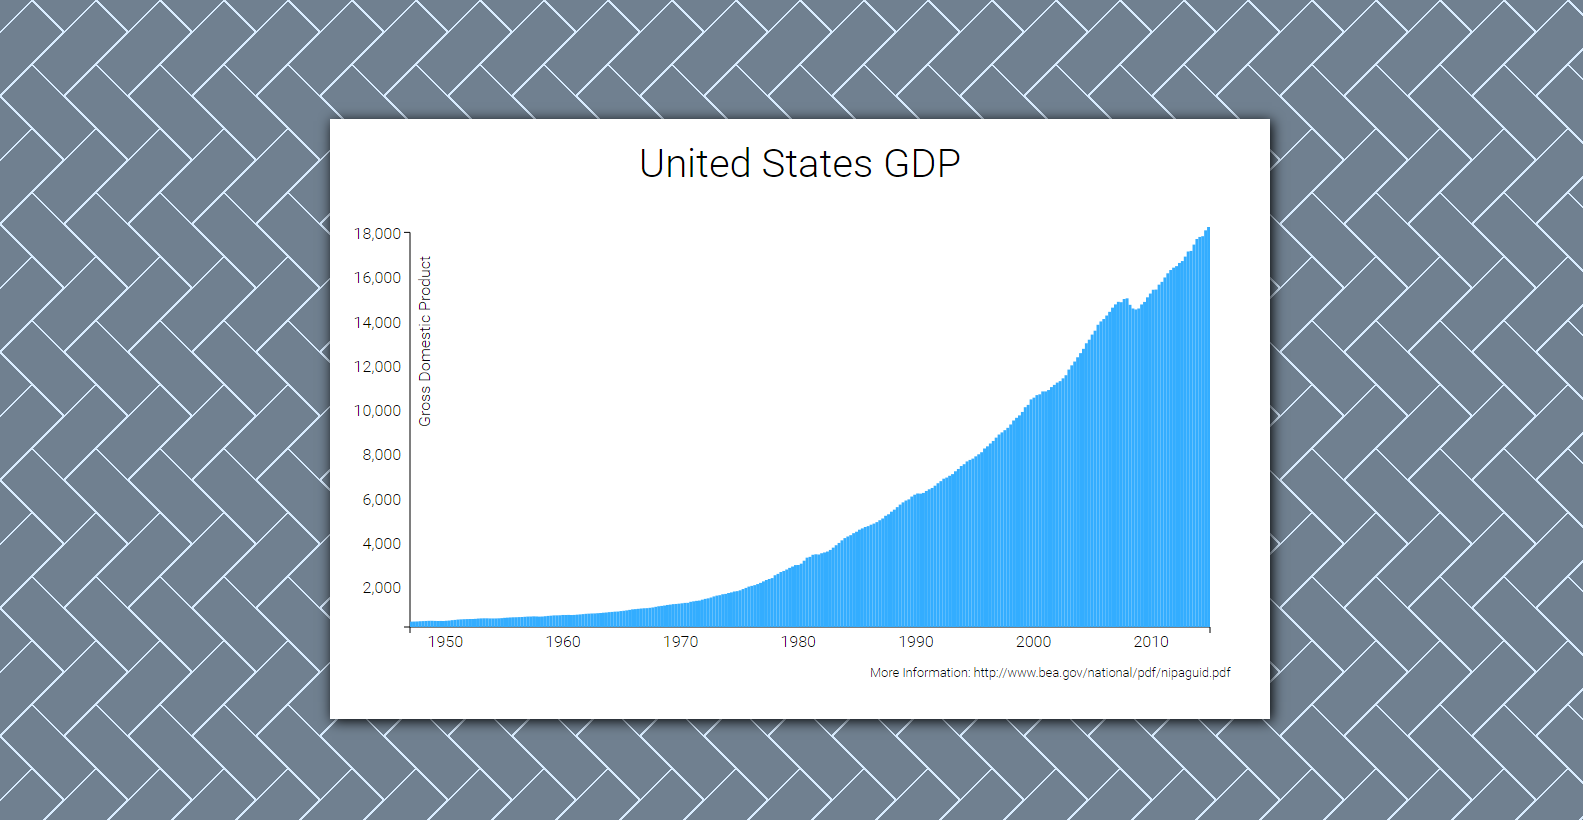 United States GDP
18,000
Gross Domestic Product
16,000
14,000
12,000
10,000
8,000
6,000
4,000
2,000
1950 1960 1970 1980 1990 2000 2010
More Information: http://www.bea.gov/national/pdf/nipaguid.pdf